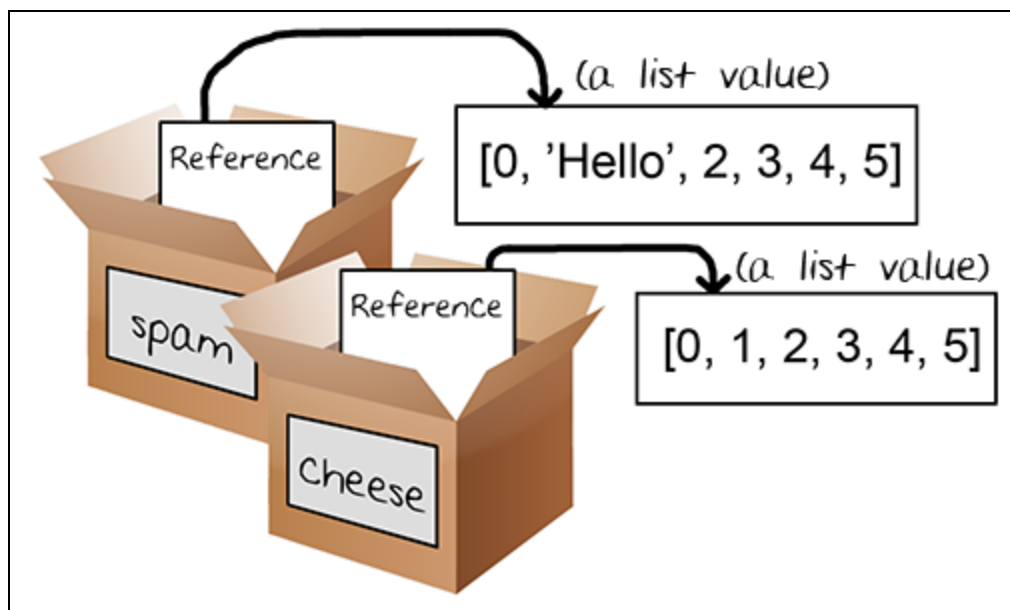 (a list value)
Reference
[0, ’Hello’, 2, 3, 4, 5]
(a list value)
Reference
spam
[0, 1, 2, 3, 4, 5]
cheese